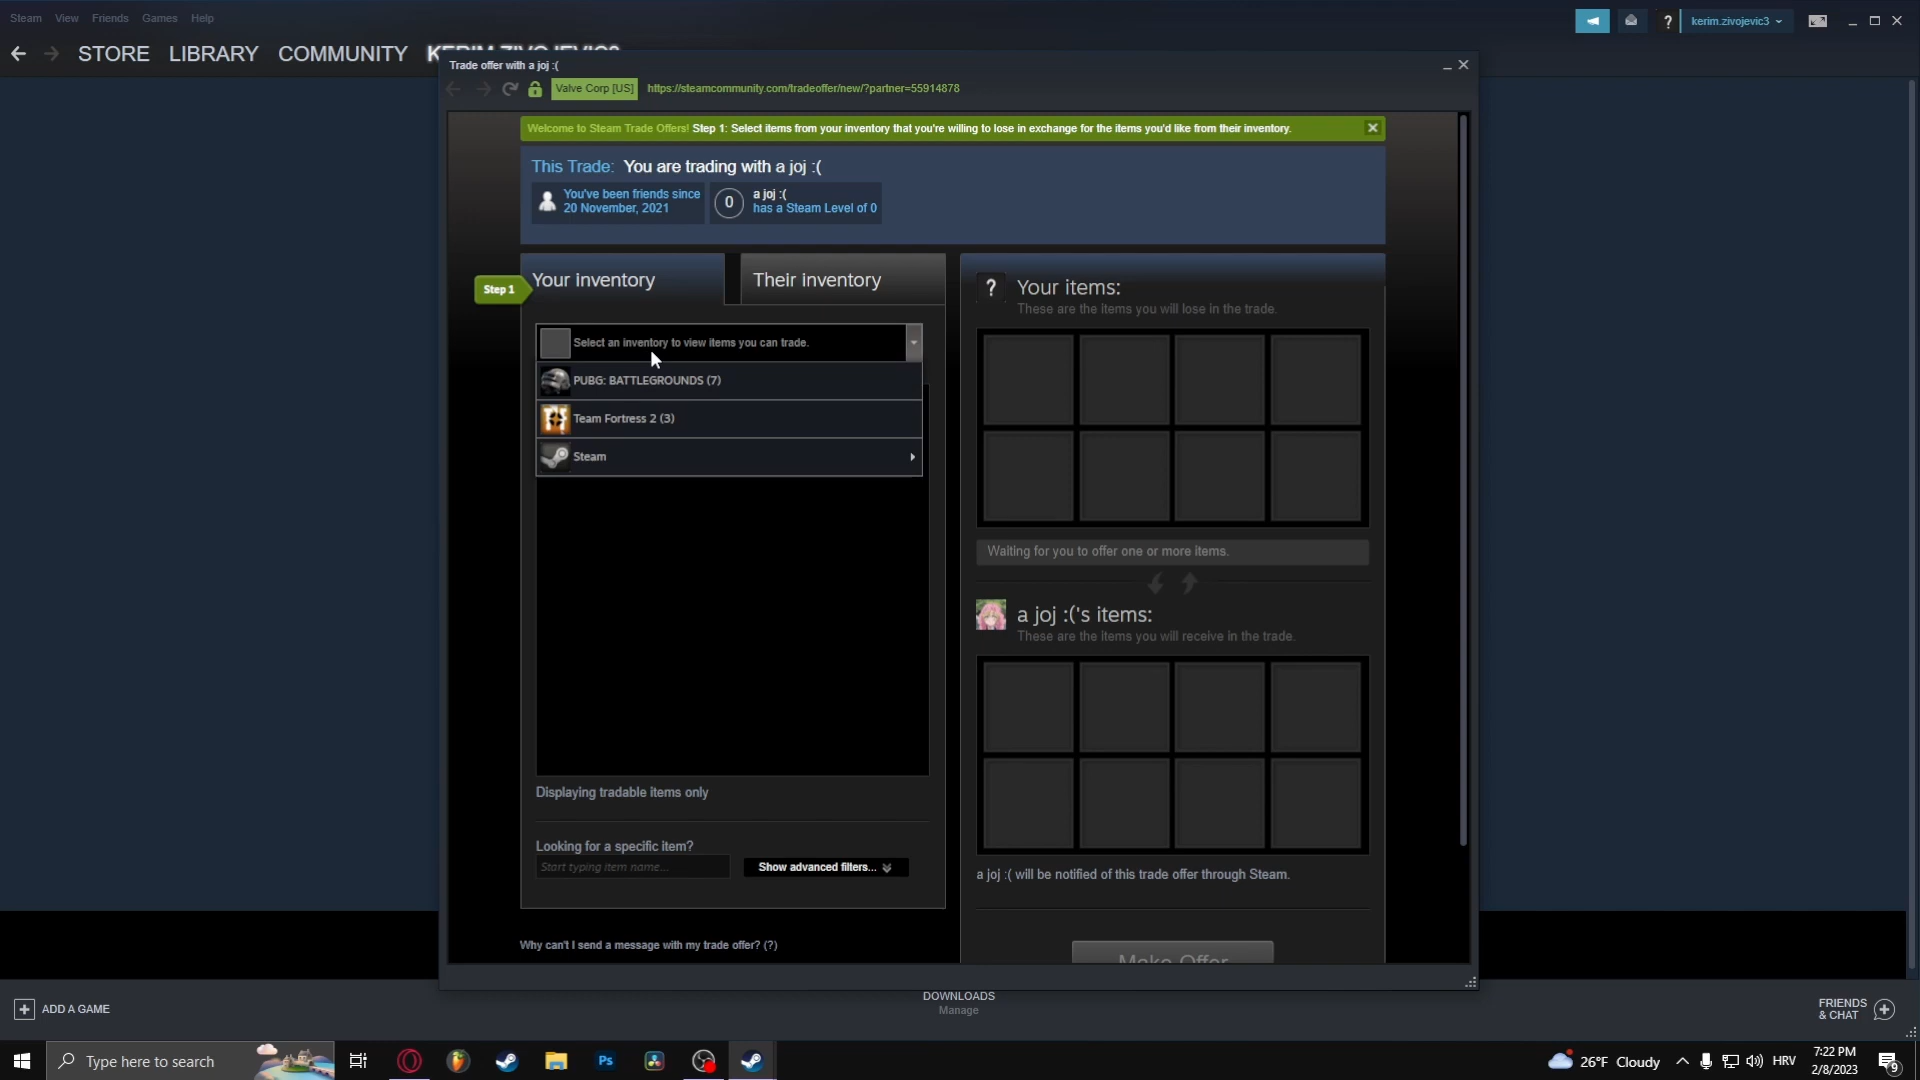 Steam View Friends Games Help
kerim.zivojevic3
STORE LIBRARY COMMUNITY KERIM.ZIVOJEVIC3
Trade offer with a joj :(
Valve Corp [US] https://steamcommunity.com/tradeoffer/new/?partner=55914878
Welcome to Steam Trade Offers! Step 1: Select items from your inventory that you're willing to lose in exchange for the items you'd like from their inventory.
This Trade: You are trading with a joj :(
You've been friends since
20 November, 2021
0
a joj :(
has a Steam Level of 0
Step 1
Your inventory
Their inventory
Select an inventory to view items you can trade.
PUBG: BATTLEGROUNDS (7)
Team Fortress 2 (3)
Steam
Displaying tradable items only
Looking for a specific item?
Start typing item name...
Show advanced filters...
Why can't I send a message with my trade offer? (?)
?
Your items:
These are the items you will lose in the trade.
Waiting for you to offer one or more items.
a joj :('s items:
These are the items you will receive in the trade.
a joj :( will be notified of this trade offer through Steam.
Make Offer
ADD A GAME
DOWNLOADS
Manage
FRIENDS
& CHAT
Type here to search
Ps
26°F Cloudy
HRV
7:22 PM
2/8/2023
9